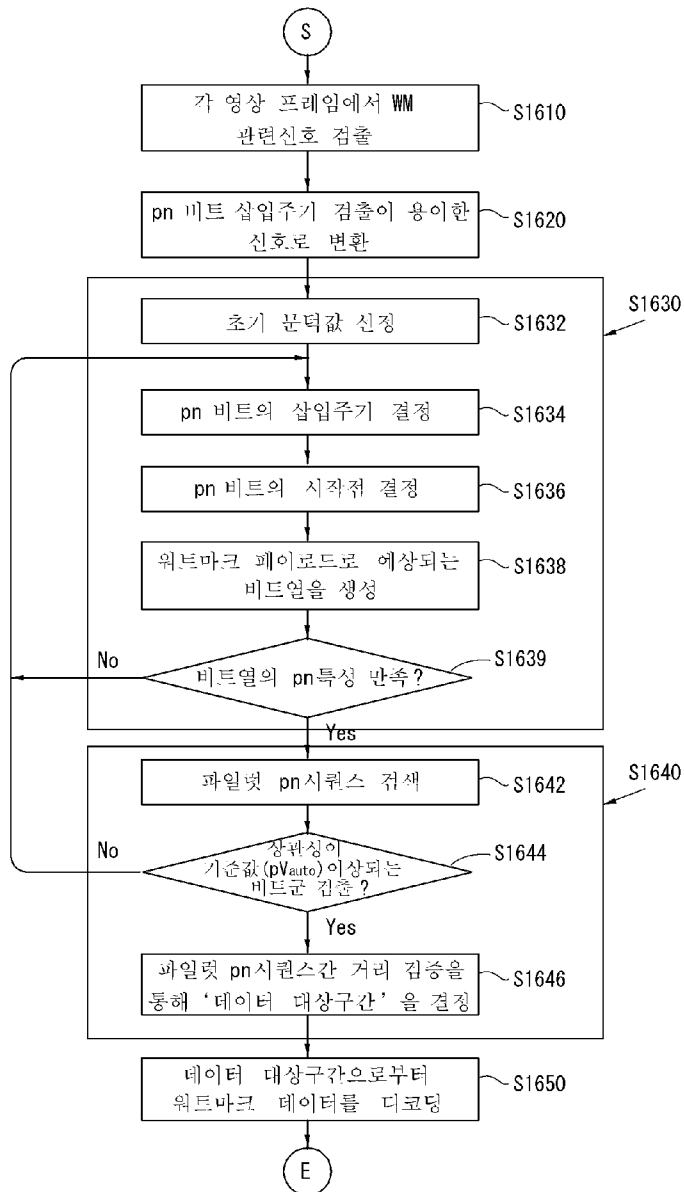 S
각 영상 프레임에서 WM
관련신호 검출
S1610
pn 비트 삽입주기 검출이 용이한
신호로 변환
S1620
S1630
초기 문턱값 선정
S1632
pn 비트의 삽입주기 결정
S1634
pn 비트의 시작점 결정
S1636
워트마크 페이로드로 예상되는
비트열을 생성
S1638
No
비트열의 pn특성 만족?
S1639
Yes
S1640
파일럿 pn시퀀스 검색
S1642
No
상관성이
기준값(pVauto)이상되는
비트군 검출?
S1644
Yes
파일럿 pn시퀀스간 거리 검증을
통해 '데이터 대상구간'을 결정
S1646
데이터 대상구간으로부터
워트마크 데이터를 디코딩
S1650
E